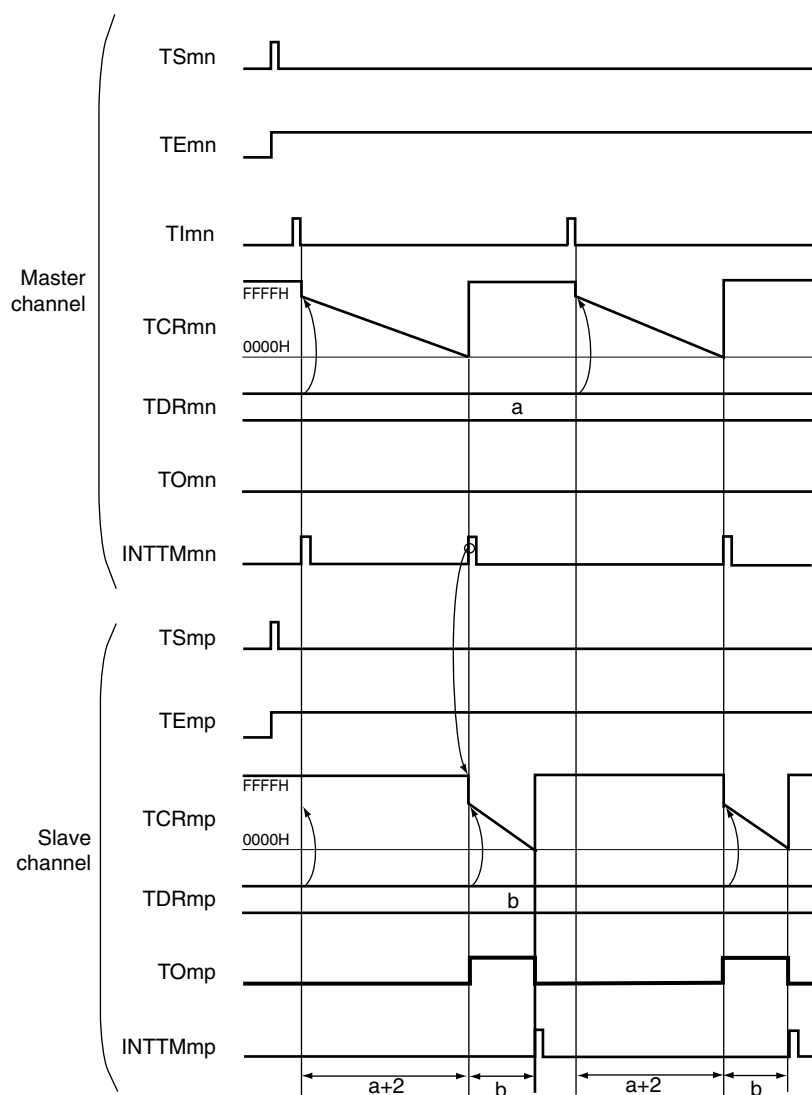 TSmn
TEmn
TImn
Master
channel
FFFFH
TCRmn
0000H
TDRmn
a
TOmn
INTTMmn
TSmp
TEmp
FFFFH
TCRmp
0000H
Slave
channel
TDRmp
b
TOmp
INTTMmp
a+2 b a+2 b